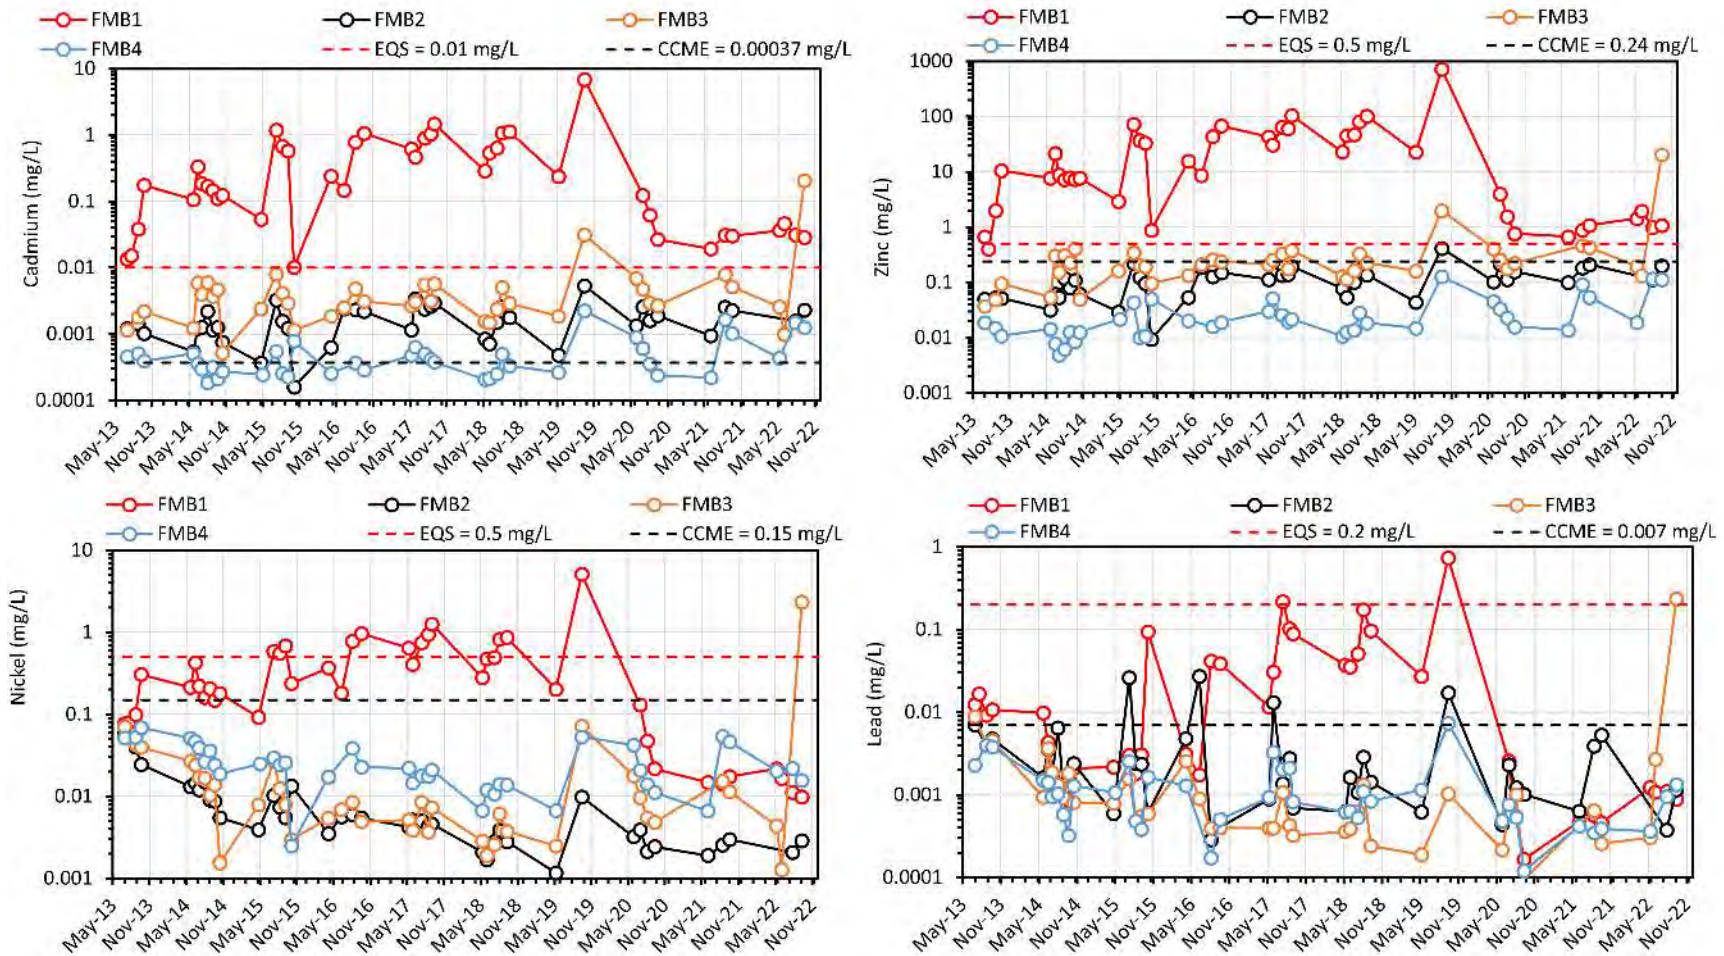 FMB1 FMB2 FMB3
FMB4 EQS = 0.01 mg/L CCME = 0.00037 mg/L
Cadmium (mg/L)
10
1
0.1
0.01
0.001
0.0001
May-13 Nov-13 May-14 Nov-14 May-15 Nov-15 May-16 Nov-16 May-17 Nov-17 May-18 Nov-18 May-19 Nov-19 May-20 Nov-20 May-21 Nov-21 May-22 Nov-22
FMB1 FMB2 FMB3
FMB4 EQS = 0.5 mg/L CCME = 0.24 mg/L
Zinc (mg/L)
1000
100
10
1
0.1
0.01
0.001
May-13 Nov-13 May-14 Nov-14 May-15 Nov-15 May-16 Nov-16 May-17 Nov-17 May-18 Nov-18 May-19 Nov-19 May-20 Nov-20 May-21 Nov-21 May-22 Nov-22
FMB1 FMB2 FMB3
FMB4 EQS = 0.5 mg/L CCME = 0.15 mg/L
Nickel (mg/L)
10
1
0.1
0.01
0.001
May-13 Nov-13 May-14 Nov-14 May-15 Nov-15 May-16 Nov-16 May-17 Nov-17 May-18 Nov-18 May-19 Nov-19 May-20 Nov-20 May-21 Nov-21 May-22 Nov-22
FMB1 FMB2 FMB3
FMB4 EQS = 0.2 mg/L CCME = 0.007 mg/L
Lead (mg/L)
1
0.1
0.01
0.001
0.0001
May-13 Nov-13 May-14 Nov-14 May-15 Nov-15 May-16 Nov-16 May-17 Nov-17 May-18 Nov-18 May-19 Nov-19 May-20 Nov-20 May-21 Nov-21 May-22 Nov-22